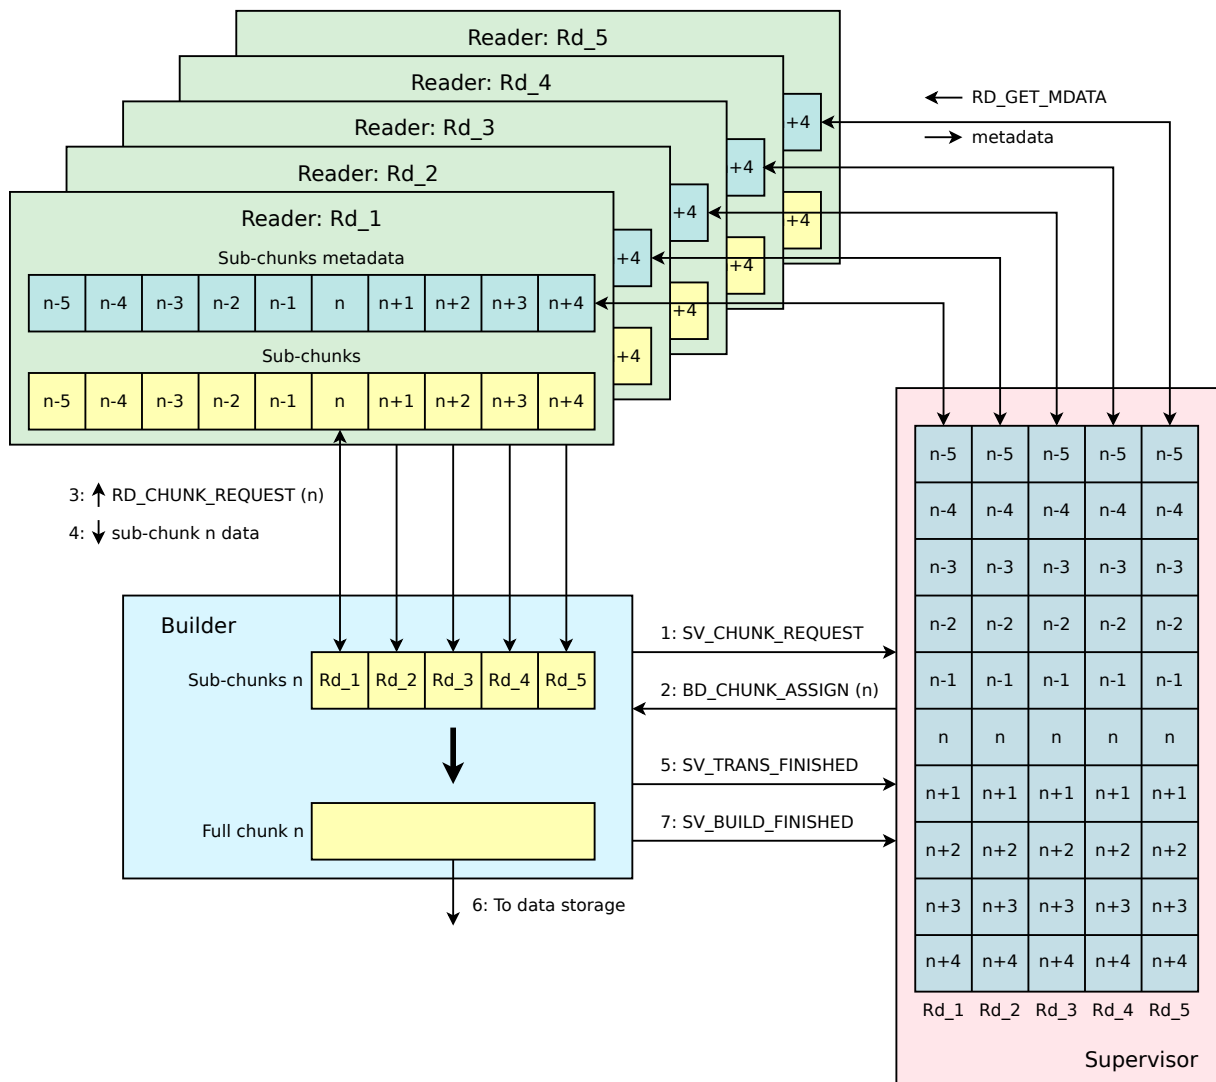 Reader: Rd_5
Reader: Rd_4
Reader: Rd_3
Reader: Rd_2
Reader: Rd_1
+4
+4
+4
+4
+4
+4
+4
+4
RD_GET_MDATA
metadata
Sub-chunks metadata
n-5 n-4 n-3 n-2 n-1 n n+1 n+2 n+3 n+4
Sub-chunks
n-5 n-4 n-3 n-2 n-1 n n+1 n+2 n+3 n+4
3: RD_CHUNK_REQUEST (n)
4: sub-chunk n data
Builder
Sub-chunks n
Rd_1 Rd_2 Rd_3 Rd_4 Rd_5
Full chunk n
1: SV_CHUNK_REQUEST
2: BD_CHUNK_ASSIGN (n)
5: SV_TRANS_FINISHED
7: SV_BUILD_FINISHED
6: To data storage
n-5 n-5 n-5 n-5 n-5
n-4 n-4 n-4 n-4 n-4
n-3 n-3 n-3 n-3 n-3
n-2 n-2 n-2 n-2 n-2
n-1 n-1 n-1 n-1 n-1
n n n n n
n+1 n+1 n+1 n+1 n+1
n+2 n+2 n+2 n+2 n+2
n+3 n+3 n+3 n+3 n+3
n+4 n+4 n+4 n+4 n+4
Rd_1 Rd_2 Rd_3 Rd_4 Rd_5
Supervisor